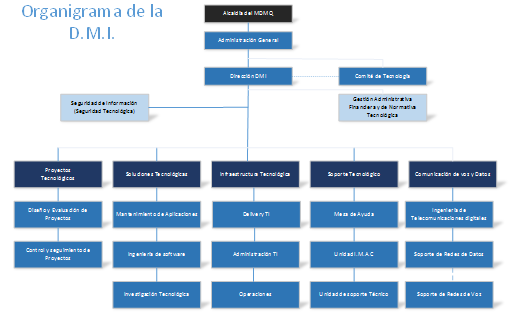 Organigrama de la
D.M.I.
Alcaldía del MDMQ
Administración General
Dirección DMI
Comité de Tecnología
Seguridad de Información
(Seguridad Tecnológica)
Gestión Administrativa
Financiera y de Normativa
Tecnológica
Proyectos
Tecnológicos
Soluciones Tecnológicas
Infraestructura Tecnológica
Soporte Tecnológico
Comunicación de vos y Datos
Diseño y Evaluación de
Proyectos
Mantenimiento de Aplicaciones
Delivery TI
Mesa de Ayuda
Ingeniería de
Telecomunicaciones digitales
Control y seguimiento de
Proyectos
Ingeniería de software
Administración TI
Unidad I.M.A.C
Soporte de Redes de Datos
Investigación Tecnológica
Operaciones
Unidad de soporte Técnico
Soporte de Redes de Voz